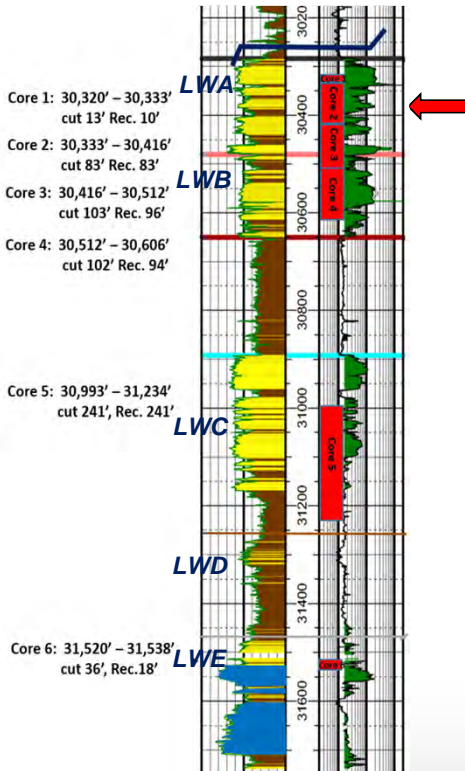 3020
LWA
Core 1: 30,320’ – 30,333’
cut 13’ Rec. 10’
Core
Core 2
30400
Core 2: 30,333’ – 30,416’
cut 83’ Rec. 83’
Core 3
LWB
Core 3: 30,416’ – 30,512’
cut 103’ Rec. 96’
Core 4
30600
Core 4: 30,512’ – 30,606’
cut 102’ Rec. 94’
30800
Core 5: 30,993’ – 31,234’
cut 241’, Rec. 241’
31000
LWC
Core 5
31200
LWD
31400
Core 6: 31,520’ – 31,538’
cut 36’, Rec.18’
LWE
Core
31600